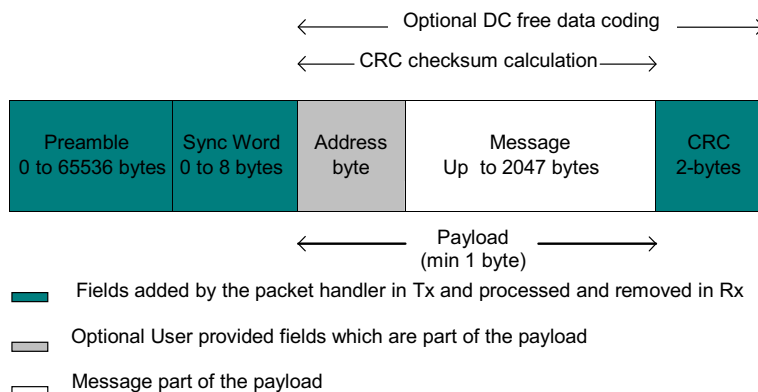 Optional DC free data coding
CRC checksum calculation
Preamble
0 to 65536 bytes
Sync Word
0 to 8 bytes
Address
byte
Message
Up to 2047 bytes
CRC
2-bytes
Payload
(min 1 byte)
Fields added by the packet handler in Tx and processed and removed in Rx
Optional User provided fields which are part of the payload
Message part of the payload